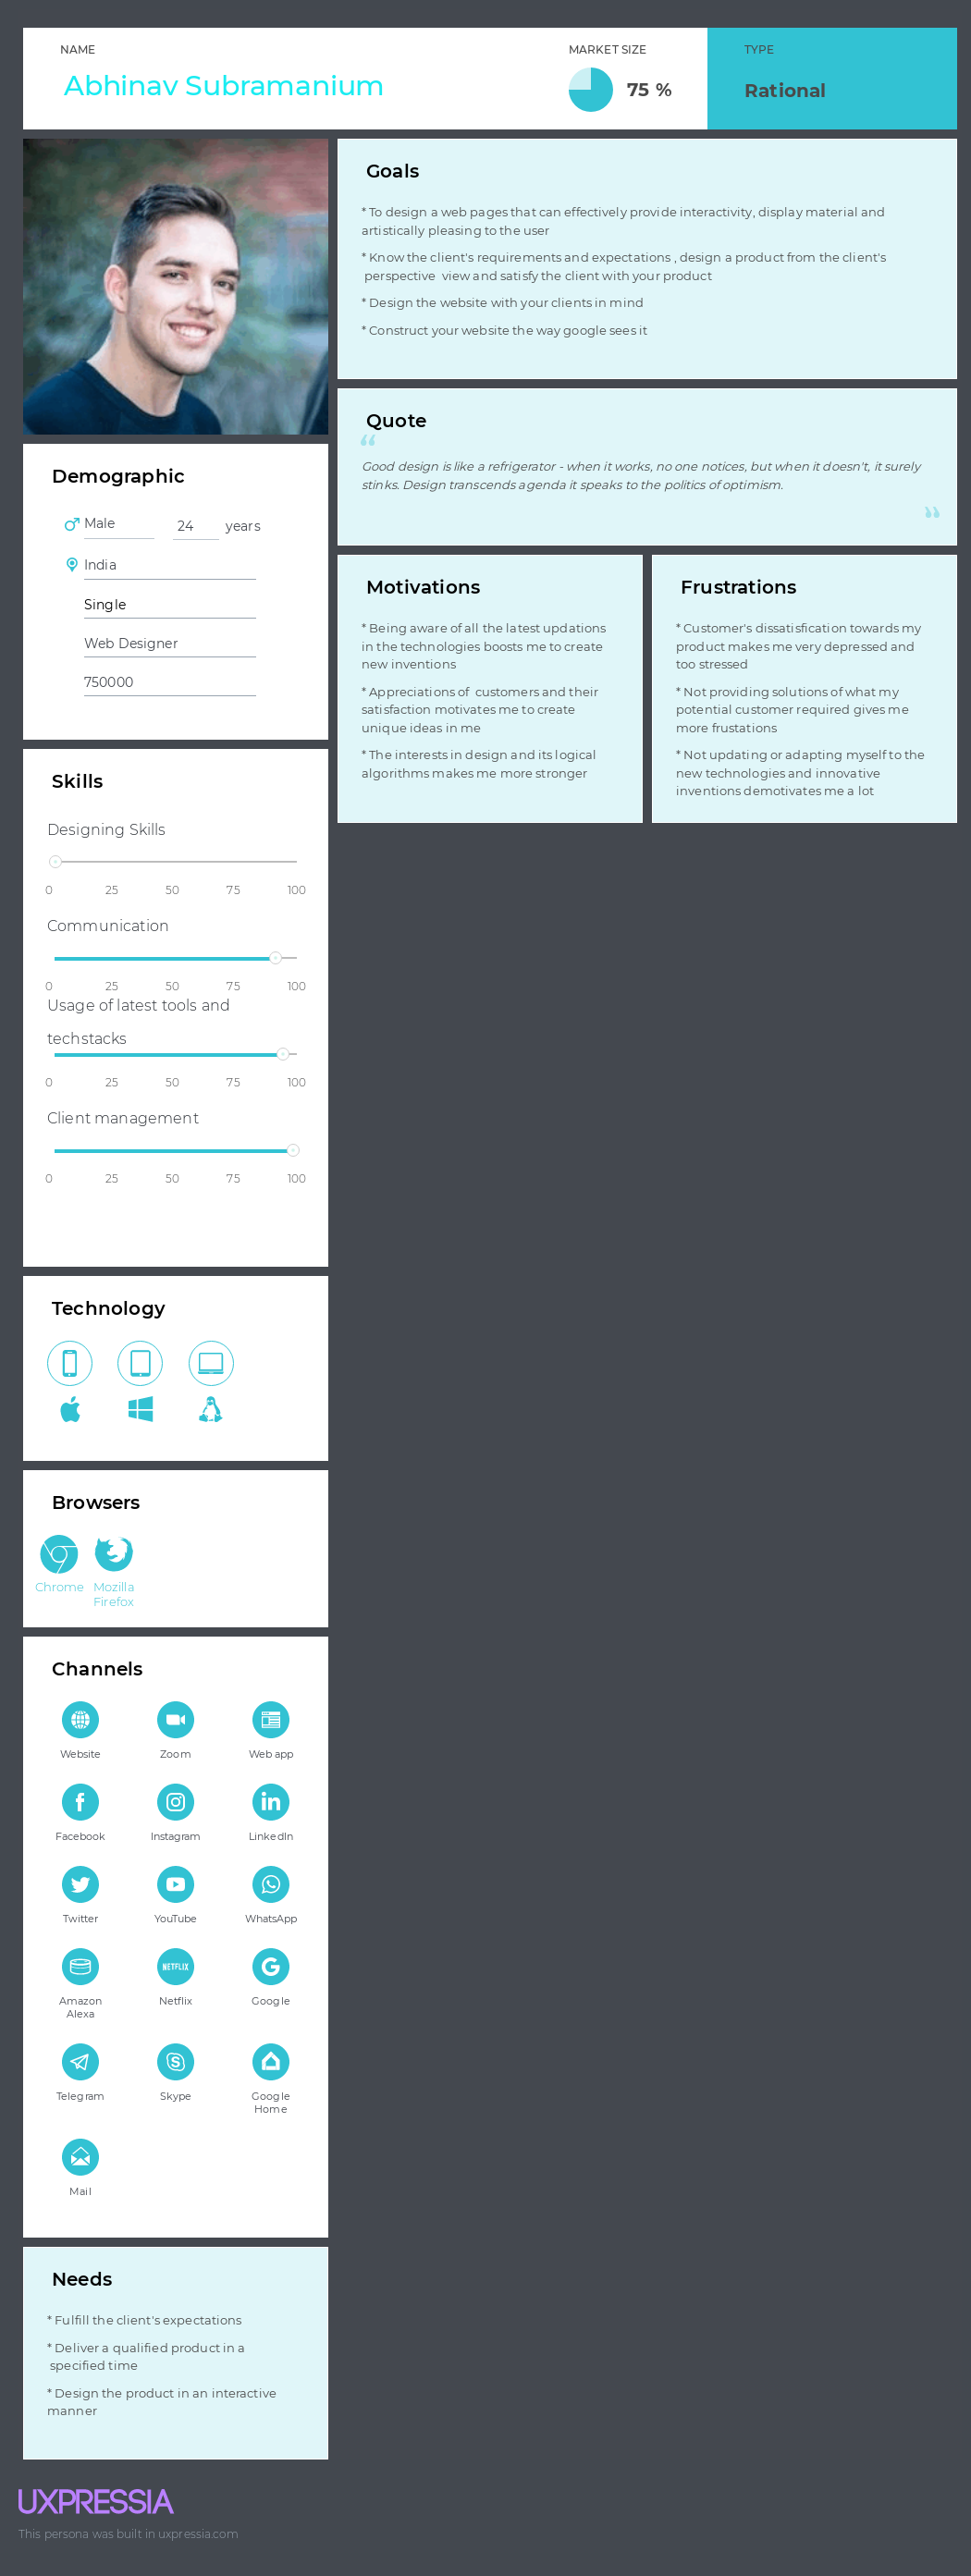 NAME
Abhinav Subramanium
MARKET SIZE
75 %
TYPE
Rational
Goals
* To design a web pages that can effectively provide interactivity, display material and
artistically pleasing to the user
* Know the client's requirements and expectations , design a product from the client's
perspective  view and satisfy the client with your product
* Design the website with your clients in mind
* Construct your website the way google sees it
Quote
“
Good design is like a refrigerator - when it works, no one notices, but when it doesn't, it surely
stinks. Design transcends agenda it speaks to the politics of optimism.
”
Demographic
Male 24 years
India
Single
Web Designer
750000
Motivations
* Being aware of all the latest updations
in the technologies boosts me to create
new inventions
* Appreciations of  customers and their
satisfaction motivates me to create
unique ideas in me
* The interests in design and its logical
algorithms makes me more stronger
Frustrations
* Customer's dissatisfication towards my
product makes me very depressed and
too stressed
* Not providing solutions of what my
potential customer required gives me
more frustations
* Not updating or adapting myself to the
new technologies and innovative
inventions demotivates me a lot
Skills
Designing Skills
0 25 50 75 100
Communication
0 25 50 75 100
Usage of latest tools and
techstacks
0 25 50 75 100
Client management
0 25 50 75 100
Technology
Browsers
Chrome
Mozilla
Firefox
Channels
Website Zoom Web app
Facebook Instagram LinkedIn
Twitter YouTube WhatsApp
NETFLIX
Amazon
Alexa
Netflix
Google
Telegram
Skype
Google
Home
Mail
Needs
* Fulfill the client's expectations
* Deliver a qualified product in a
specified time
* Design the product in an interactive
manner
UXPRESSIA
This persona was built in uxpressia.com